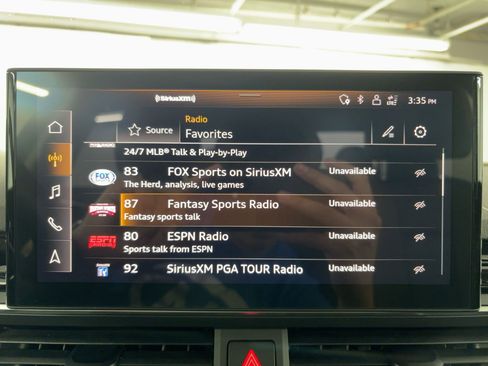 ((SiriusXM))
3:35 PM
Radio
Source
Favorites
24/7 MLB® Talk & Play-by-Play
FOX
83 FOX Sports on SiriusXM Unavailable
The Herd, analysis, live games
87 Fantasy Sports Radio Unavailable
Fantasy sports talk
ESPN
80 ESPN Radio Unavailable
Sports talk from ESPN
92 SiriusXM PGA TOUR Radio Unavailable